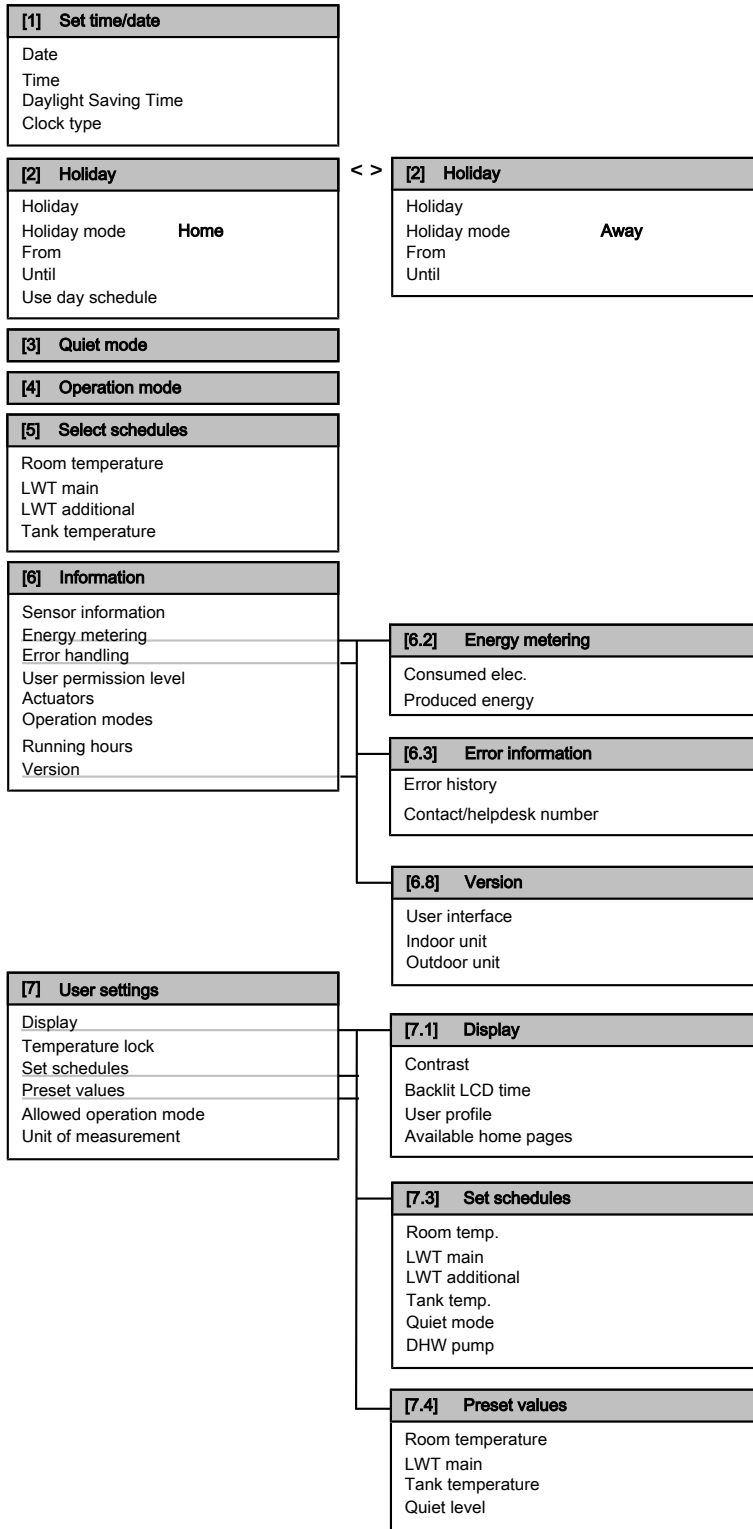 [1] Set time/date
Date
Time
Daylight Saving Time
Clock type
[2] Holiday
Holiday
Holiday mode Home
From
Until
Use day schedule
< >
[2] Holiday
Holiday
Holiday mode Away
From
Until
[3] Quiet mode
[4] Operation mode
[5] Select schedules
Room temperature
LWT main
LWT additional
Tank temperature
[6] Information
Sensor information
Energy metering
Error handling
User permission level
Actuators
Operation modes
Running hours
Version
[6.2] Energy metering
Consumed elec.
Produced energy
[6.3] Error information
Error history
Contact/helpdesk number
[6.8] Version
User interface
Indoor unit
Outdoor unit
[7] User settings
Display
Temperature lock
Set schedules
Preset values
Allowed operation mode
Unit of measurement
[7.1] Display
Contrast
Backlit LCD time
User profile
Available home pages
[7.3] Set schedules
Room temp.
LWT main
LWT additional
Tank temp.
Quiet mode
DHW pump
[7.4] Preset values
Room temperature
LWT main
Tank temperature
Quiet level